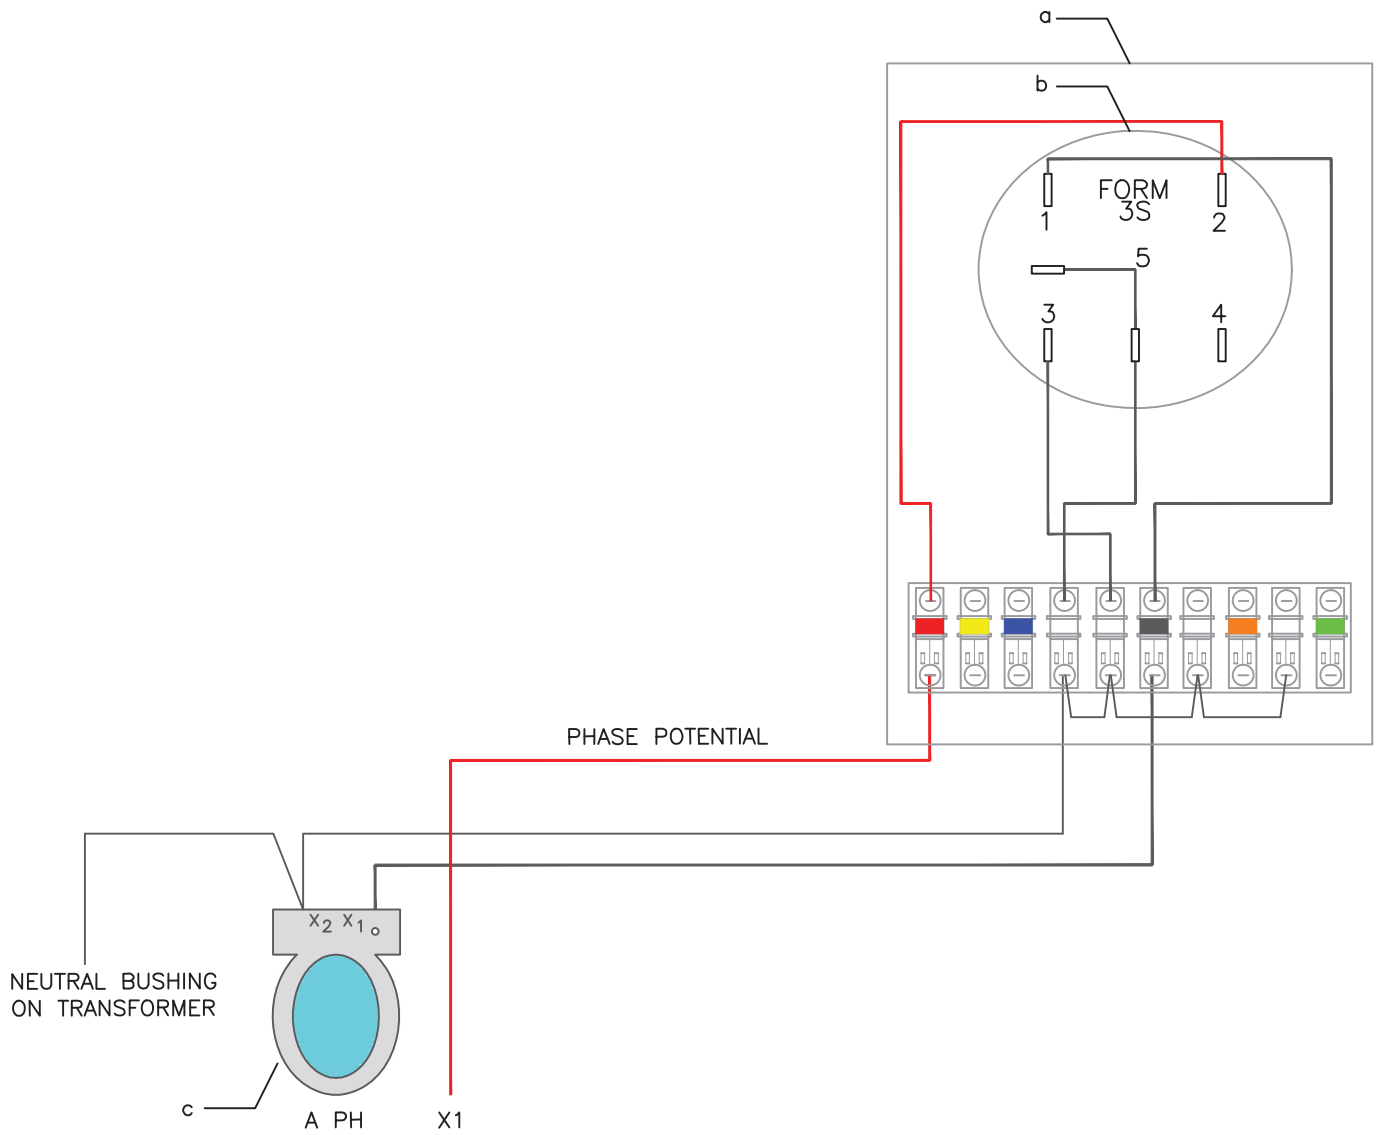 a
b
FORM
3S
1
2
5
3
4
PHASE POTENTIAL
X2 X1
NEUTRAL BUSHING
ON TRANSFORMER
c
A PH
X1